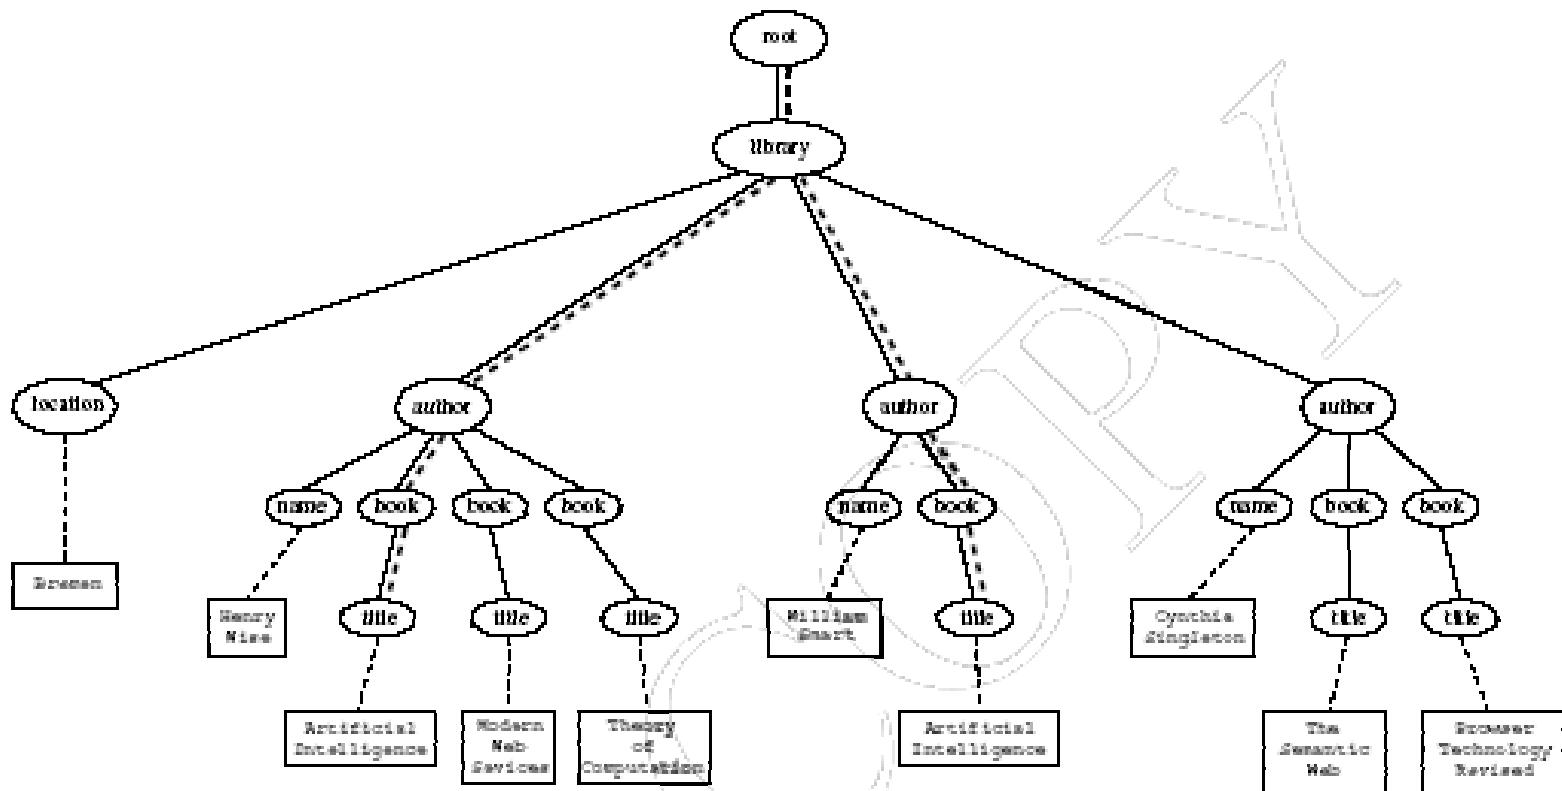 root
library
location
author
author
author
name
book
book
book
name
book
name
book
book
Bremen
Henry
Wise
title
title
title
William
Smart
title
Cynthia
Singleton
title
title
Artificial
Intelligence
Modern
Web
Sevices
Theory
of
Computation
Artificial
Intelligence
The
Semantic
Web
Browser
Technology
Revised
COPY